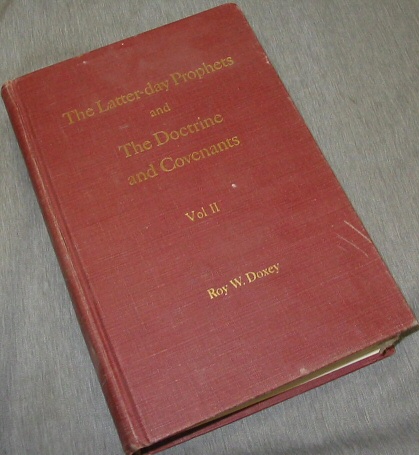 The Latter-day Prophets
and
The Doctrine
and Covenants
Vol II
Roy W. Doxey